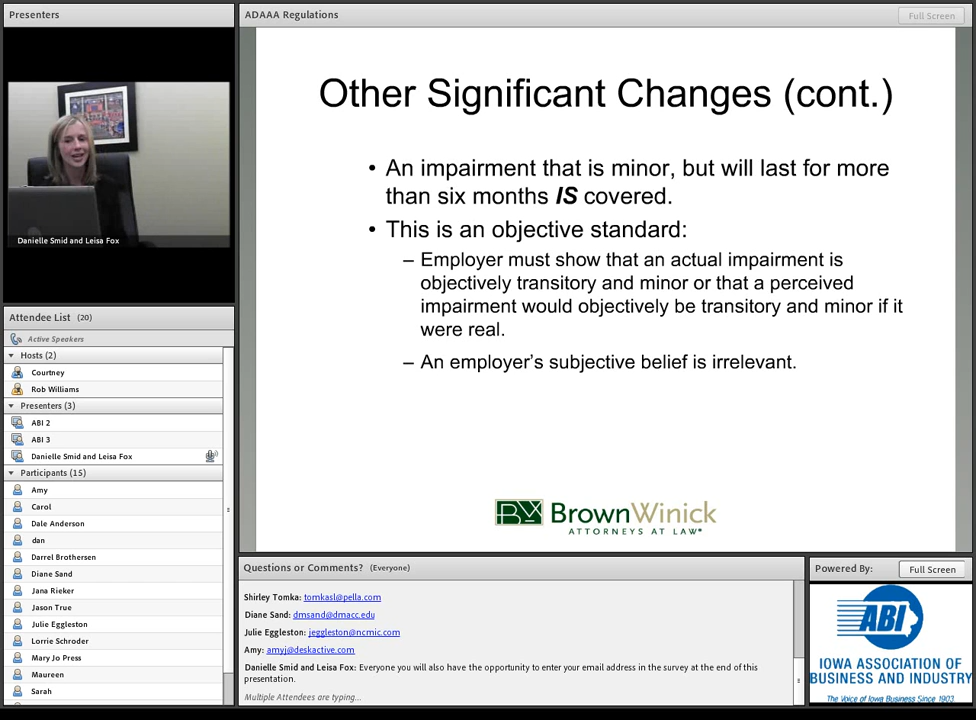 Presenters
Danielle Smid and Leisa Fox
Attendee List (20)
Active Speakers
Hosts (2)
Courtney
Rob Williams
Presenters (3)
ABI 2
ABI 3
Danielle Smid and Leisa Fox
Participants (15)
Amy
Carol
Dale Anderson
dan
Darrel Brothersen
Diane Sand
Jana Rieker
Jason True
Julie Eggleston
Lorrie Schroder
Mary Jo Press
Maureen
Sarah
ADAAA Regulations
Full Screen
Other Significant Changes (cont.)
• An impairment that is minor, but will last for more
than six months IS covered.
• This is an objective standard:
– Employer must show that an actual impairment is
objectively transitory and minor or that a perceived
impairment would objectively be transitory and minor if it
were real.
– An employer's subjective belief is irrelevant.
BrownWinick
ATTORNEYS AT LAW®
Questions or Comments? (Everyone)
Shirley Tomka: tomkasl@pella.com
Diane Sand: dmsand@dmacc.edu
Julie Eggleston: jeggleston@ncmic.com
Amy: amyj@deskactive.com
Danielle Smid and Leisa Fox: Everyone you will also have the opportunity to enter your email address in the survey at the end of this
presentation.
Multiple Attendees are typing...
Powered By:
Full Screen
ABI
IOWA ASSOCIATION OF
BUSINESS AND INDUSTRY
The Voice of Iowa Business Since 1903